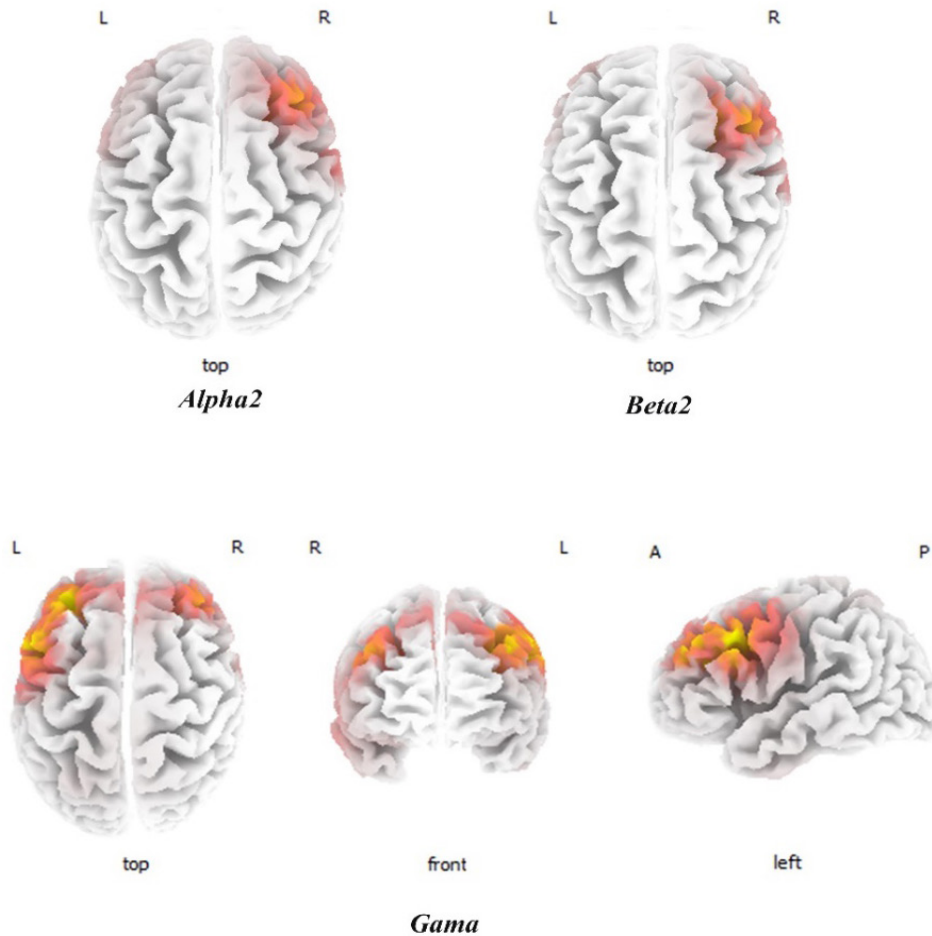 L R L R
top top
Alpha2 Beta2
L R R L A P
top front left
Gama